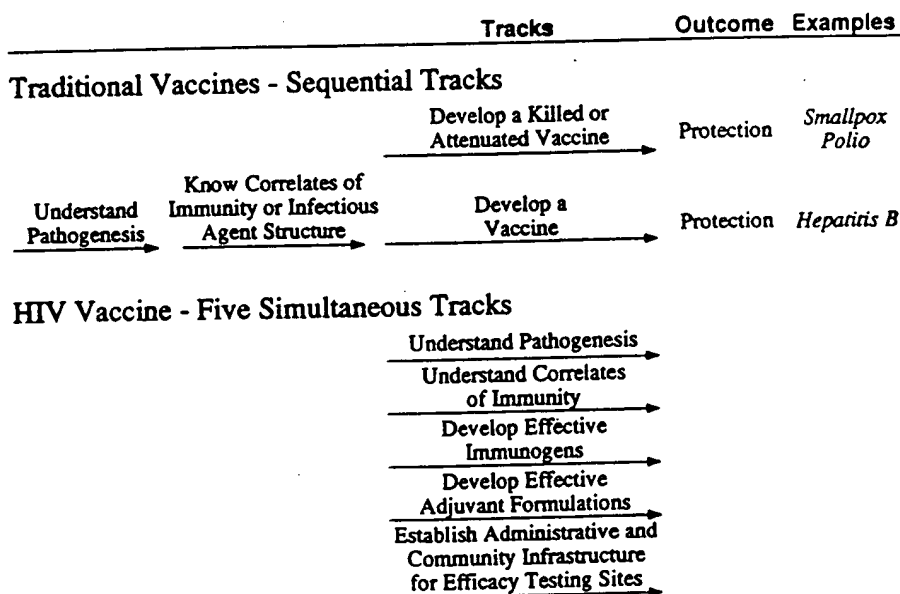 Tracks Outcome Examples
Traditional Vaccines - Sequential Tracks
Develop a Killed or
Attenuated Vaccine
Protection
Smallpox
Polio
Understand
Pathogenesis
Know Correlates of
Immunity or Infectious
Agent Structure
Develop a
Vaccine
Protection
Hepatitis B
HIV Vaccine - Five Simultaneous Tracks
Understand Pathogenesis
Understand Correlates
of Immunity
Develop Effective
Immunogens
Develop Effective
Adjuvant Formulations
Establish Administrative and
Community Infrastructure
for Efficacy Testing Sites